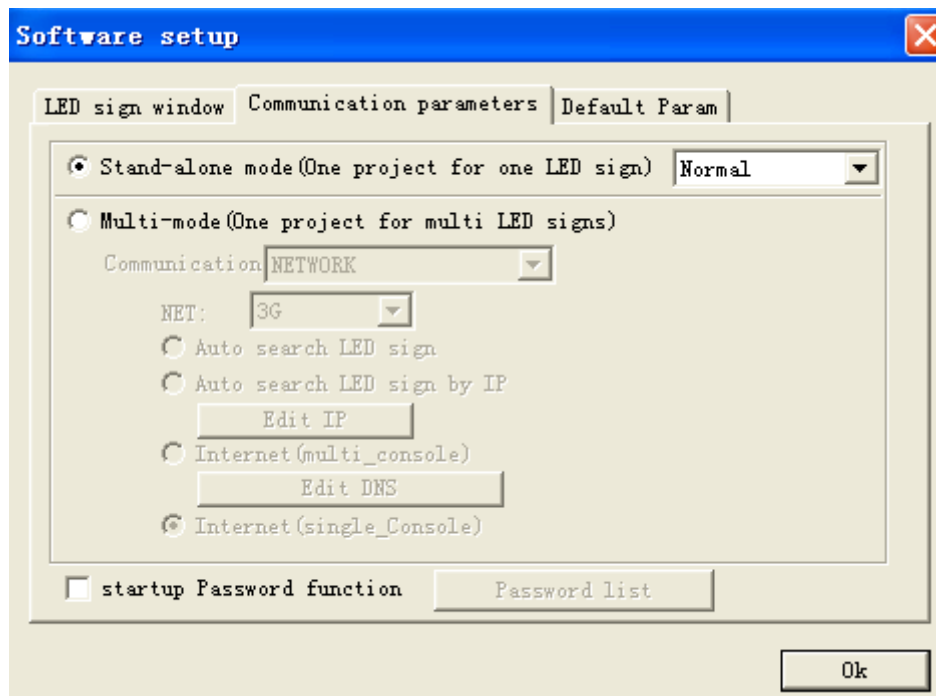 Software setup
LED sign window Communication parameters Default Param
Stand-alone mode(One project for one LED sign) Normal
Multi-mode(One project for multi LED signs)
Communication NETWORK
NET: 3G
Auto search LED sign
Auto search LED sign by IP
Edit IP
Internet(multi_console)
Edit DNS
Internet(single_Console)
startup Password function Password list
Ok